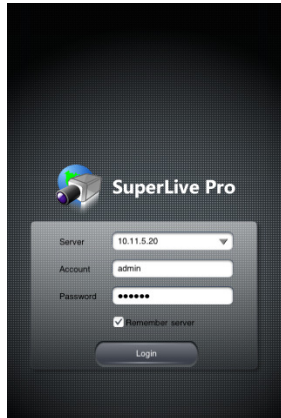 SuperLive Pro
Server 10.11.5.20
Account admin
Password ●●●●●●
Remember server
Login